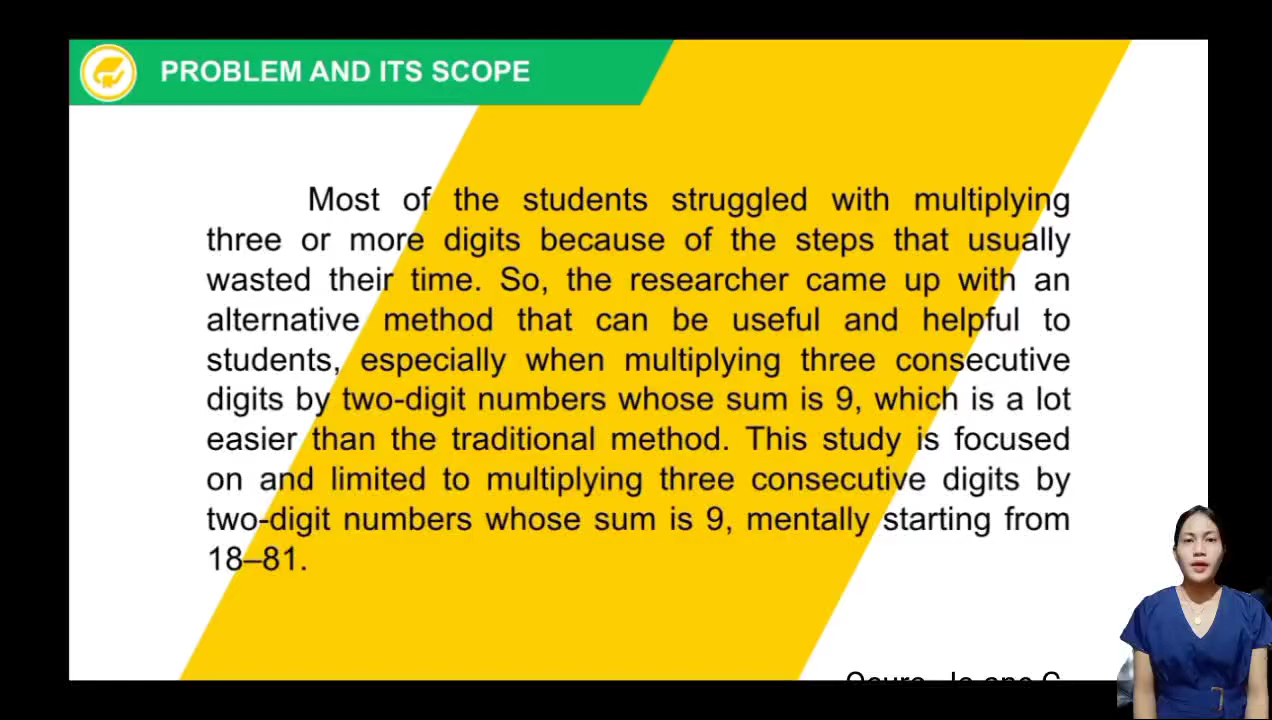 PROBLEM AND ITS SCOPE
Most of the students struggled with multiplying
three or more digits because of the steps that usually
wasted their time. So, the researcher came up with an
alternative method that can be useful and helpful to
students, especially when multiplying three consecutive
digits by two-digit numbers whose sum is 9, which is a lot
easier than the traditional method. This study is focused
on and limited to multiplying three consecutive digits by
two-digit numbers whose sum is 9, mentally starting from
18–81.